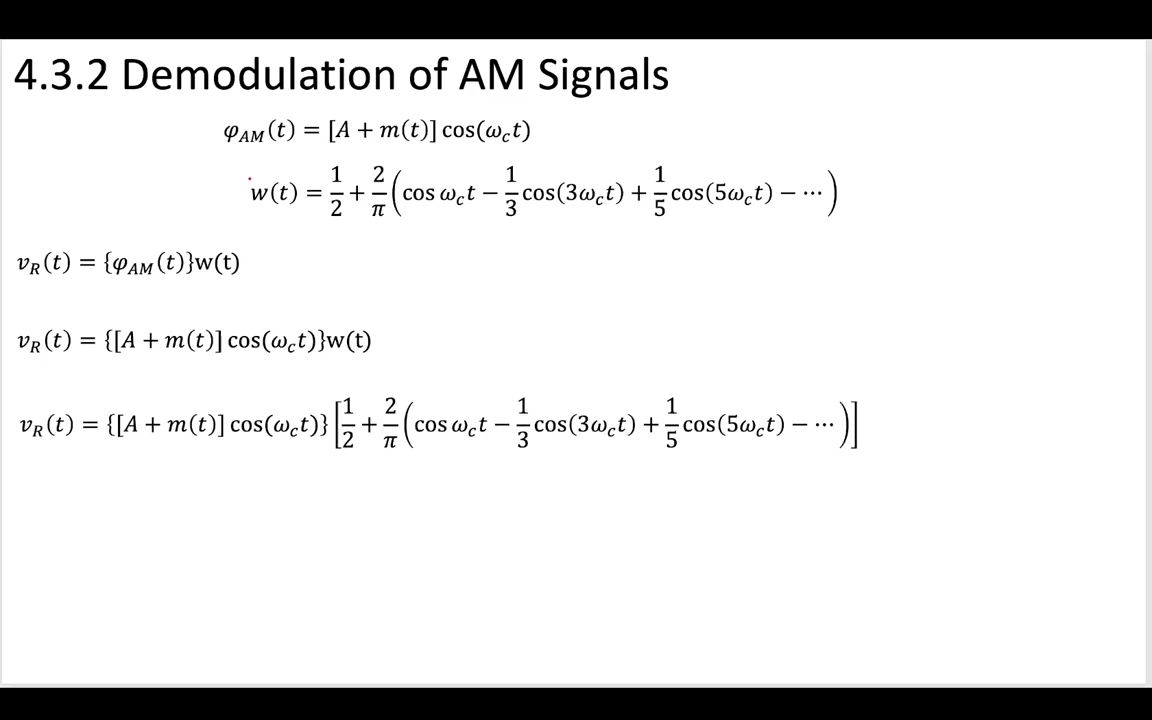 4.3.2 Demodulation of AM Signals
φ_AM(t) = [A + m(t)] cos(ω_c t)
w(t) = 1/2 + 2/π (cos ω_c t − 1/3 cos(3ω_c t) + 1/5 cos(5ω_c t) − ⋯)
v_R(t) = {φ_AM(t)}w(t)
v_R(t) = {[A + m(t)] cos(ω_c t)}w(t)
v_R(t) = {[A + m(t)] cos(ω_c t)} [1/2 + 2/π (cos ω_c t − 1/3 cos(3ω_c t) + 1/5 cos(5ω_c t) − ⋯)]